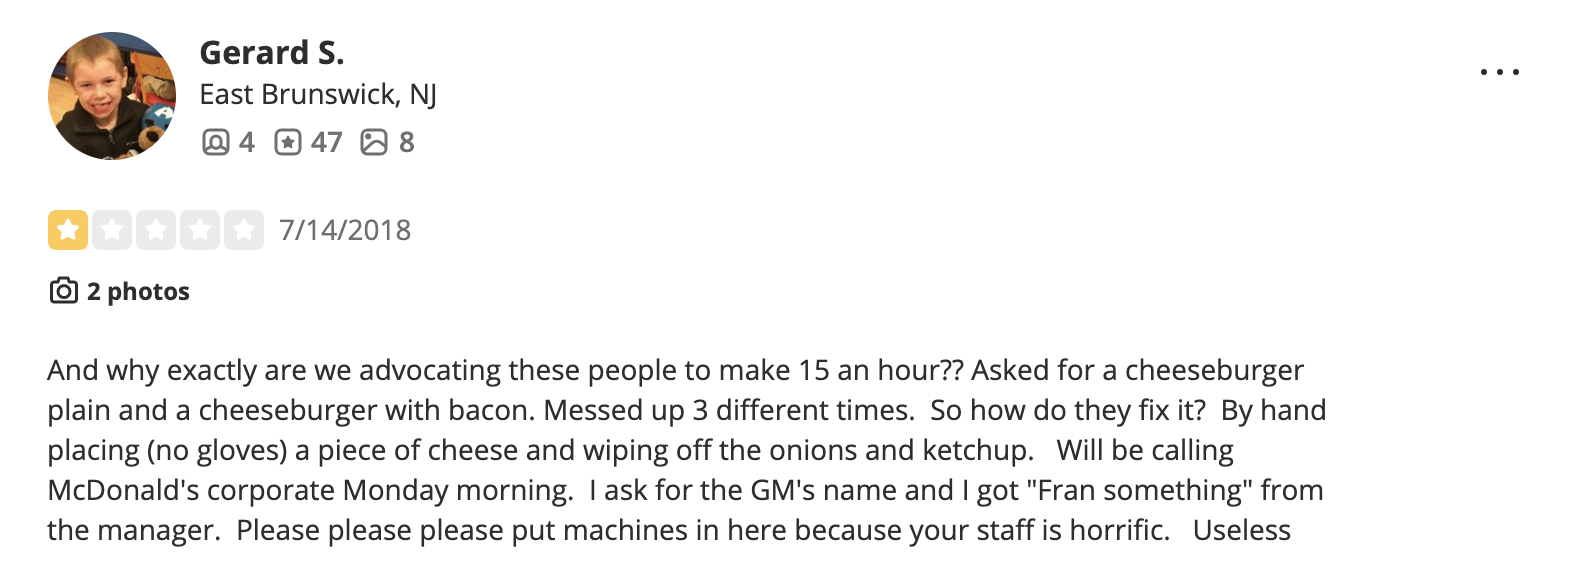 Gerard S.
East Brunswick, NJ
4 47 8
7/14/2018
2 photos
And why exactly are we advocating these people to make 15 an hour?? Asked for a cheeseburger
plain and a cheeseburger with bacon. Messed up 3 different times.  So how do they fix it?  By hand
placing (no gloves) a piece of cheese and wiping off the onions and ketchup.   Will be calling
McDonald's corporate Monday morning.  I ask for the GM's name and I got "Fran something" from
the manager.  Please please please put machines in here because your staff is horrific.   Useless